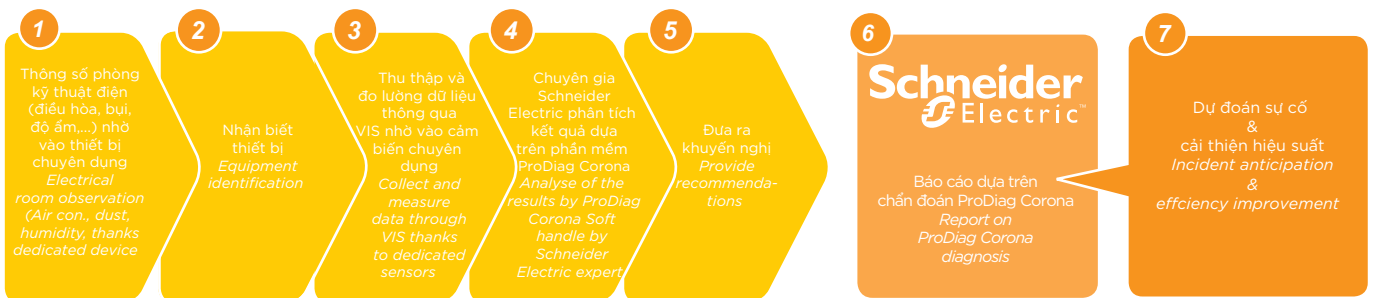 1
Thông số phòng
kỹ thuật điện
(điều hòa, bụi,
độ ẩm,...) nhờ
vào thiết bị
chuyên dụng
Electrical
room observation
(Air con., dust,
humidity, thanks
dedicated device
2
Nhận biết
thiết bị
Equipment
identification
3
Thu thập và
đo lường dữ liệu
thông qua
VIS nhờ vào cảm
biến chuyên
dụng
Collect and
measure
data through
VIS thanks
to dedicated
sensors
4
Chuyên gia
Schneider
Electric phân tích
kết quả dựa
trên phần mềm
ProDiag Corona
Analyse of the
results by ProDiag
Corona Soft
handle by
Schneider
Electric expert
5
Đưa ra
khuyến nghị
Provide
recommenda-
tions
6
Schneider
Electric™
Báo cáo dựa trên
chẩn đoán ProDiag Corona
Report on
ProDiag Corona
diagnosis
7
Dự đoán sự cố
&
cải thiện hiệu suất
Incident anticipation
&
effciency improvement